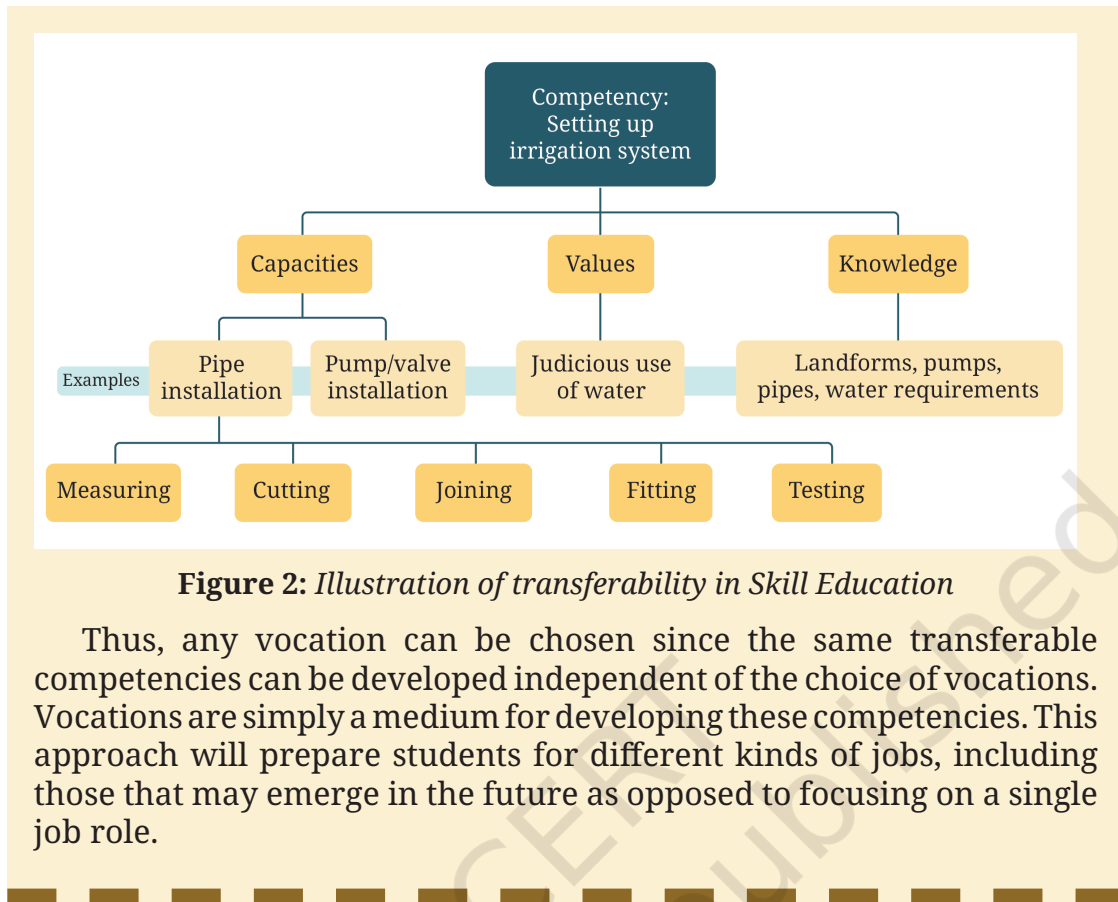 Competency:
Setting up
irrigation system
Capacities
Values
Knowledge
Examples
Pipe
installation
Pump/valve
installation
Judicious use
of water
Landforms, pumps,
pipes, water requirements
Measuring
Cutting
Joining
Fitting
Testing
Figure 2: Illustration of transferability in Skill Education
Thus, any vocation can be chosen since the same transferable
competencies can be developed independent of the choice of vocations.
Vocations are simply a medium for developing these competencies. This
approach will prepare students for different kinds of jobs, including
those that may emerge in the future as opposed to focusing on a single
job role.
CERT
published